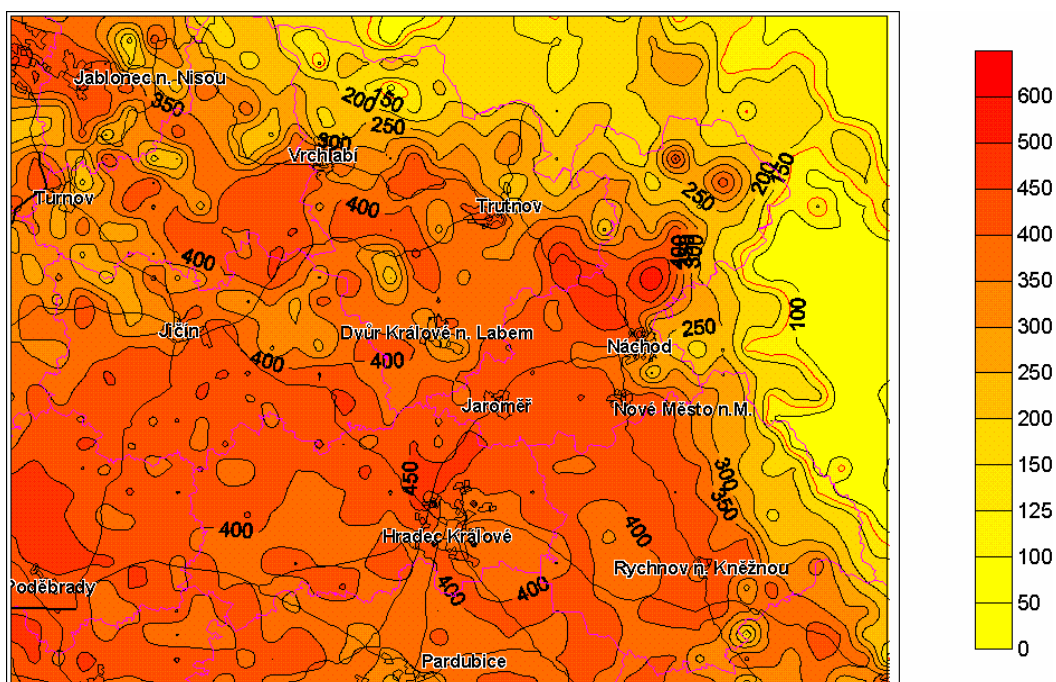 Jablonec n. Nisou
350
200
150
250
300
Vrchlabí
200
150
250
Turnov
400
Trutnov
400
400
300
100
250
Jičín
Dvůr Králové n. Labem
Náchod
400
400
Jaroměř
Nové Město n.M.
450
300
350
400
400
Hradec Králové
Rychnov n. Kněžnou
400
400
Poděbrady
Pardubice
600
500
450
400
350
300
250
200
150
125
100
50
0